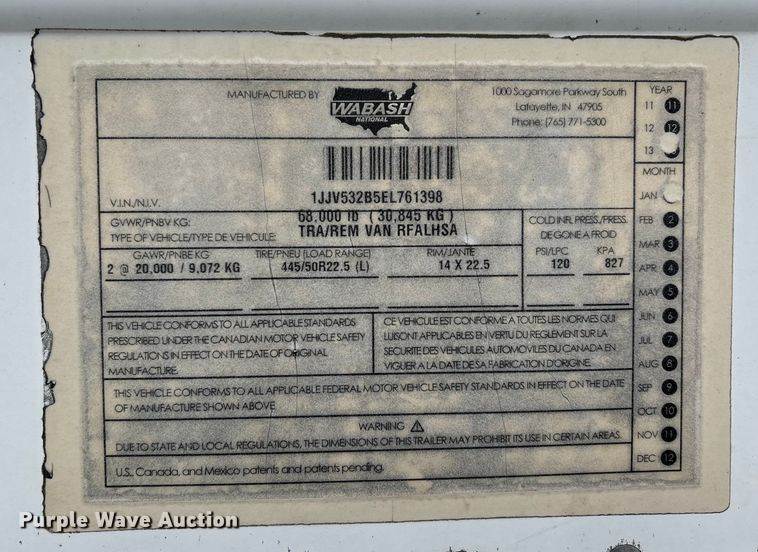 MANUFACTURED BY
WABASH
NATIONAL
1000 Sagamore Parkway South
Lafayette, IN 47905
Phone: (765) 771-5300
1JJV532B5EL761398
V.I.N./N.I.V.
GVWR/PNBV KG: 68,000 lb ( 30,845 KG )
TYPE OF VEHICLE/TYPE DE VEHICULE: TRA/REM VAN RFALHSA
COLD INFL. PRESS./PRESS.
DE GONFLE A FROID
GAWR/PNBE KG TIRE/PNEU (LOAD RANGE) RIM/JANTE PSI/LPC KPA
2 @ 20,000 / 9,072 KG 445/50R22.5 (L) 14 X 22.5 120 827
THIS VEHICLE CONFORMS TO ALL APPLICABLE STANDARDS
PRESCRIBED UNDER THE CANADIAN MOTOR VEHICLE SAFETY
REGULATIONS IN EFFECT ON THE DATE OF ORIGINAL
MANUFACTURE.
CE VEHICULE EST CONFORME A TOUTES LES NORMES QUI
LUI SONT APPLICABLES EN VERTU DU REGLEMENT SUR LA
SECURITE DES VEHICULES AUTOMOVILES DU CANADA EN
VIGUER A LA DATE DE SA FABRICATION D'ORIGINE.
THIS VEHICLE CONFORMS TO ALL APPLICABLE FEDERAL MOTOR VEHICLE SAFETY STANDARDS IN EFFECT ON THE DATE
OF MANUFACTURE SHOWN ABOVE
WARNING
DUE TO STATE AND LOCAL REGULATIONS, THE DIMENSIONS OF THIS TRAILER MAY PROHIBIT ITS USE IN CERTAIN AREAS.
U.S., Canada, and Mexico patents and patents pending.
YEAR
11 11
12 12
13
MONTH
JAN
FEB 2
MAR 3
APR 4
MAY 5
JUN 6
JUL 7
AUG 8
SEP 9
OCT 10
NOV 11
DEC 12
Purple Wave Auction